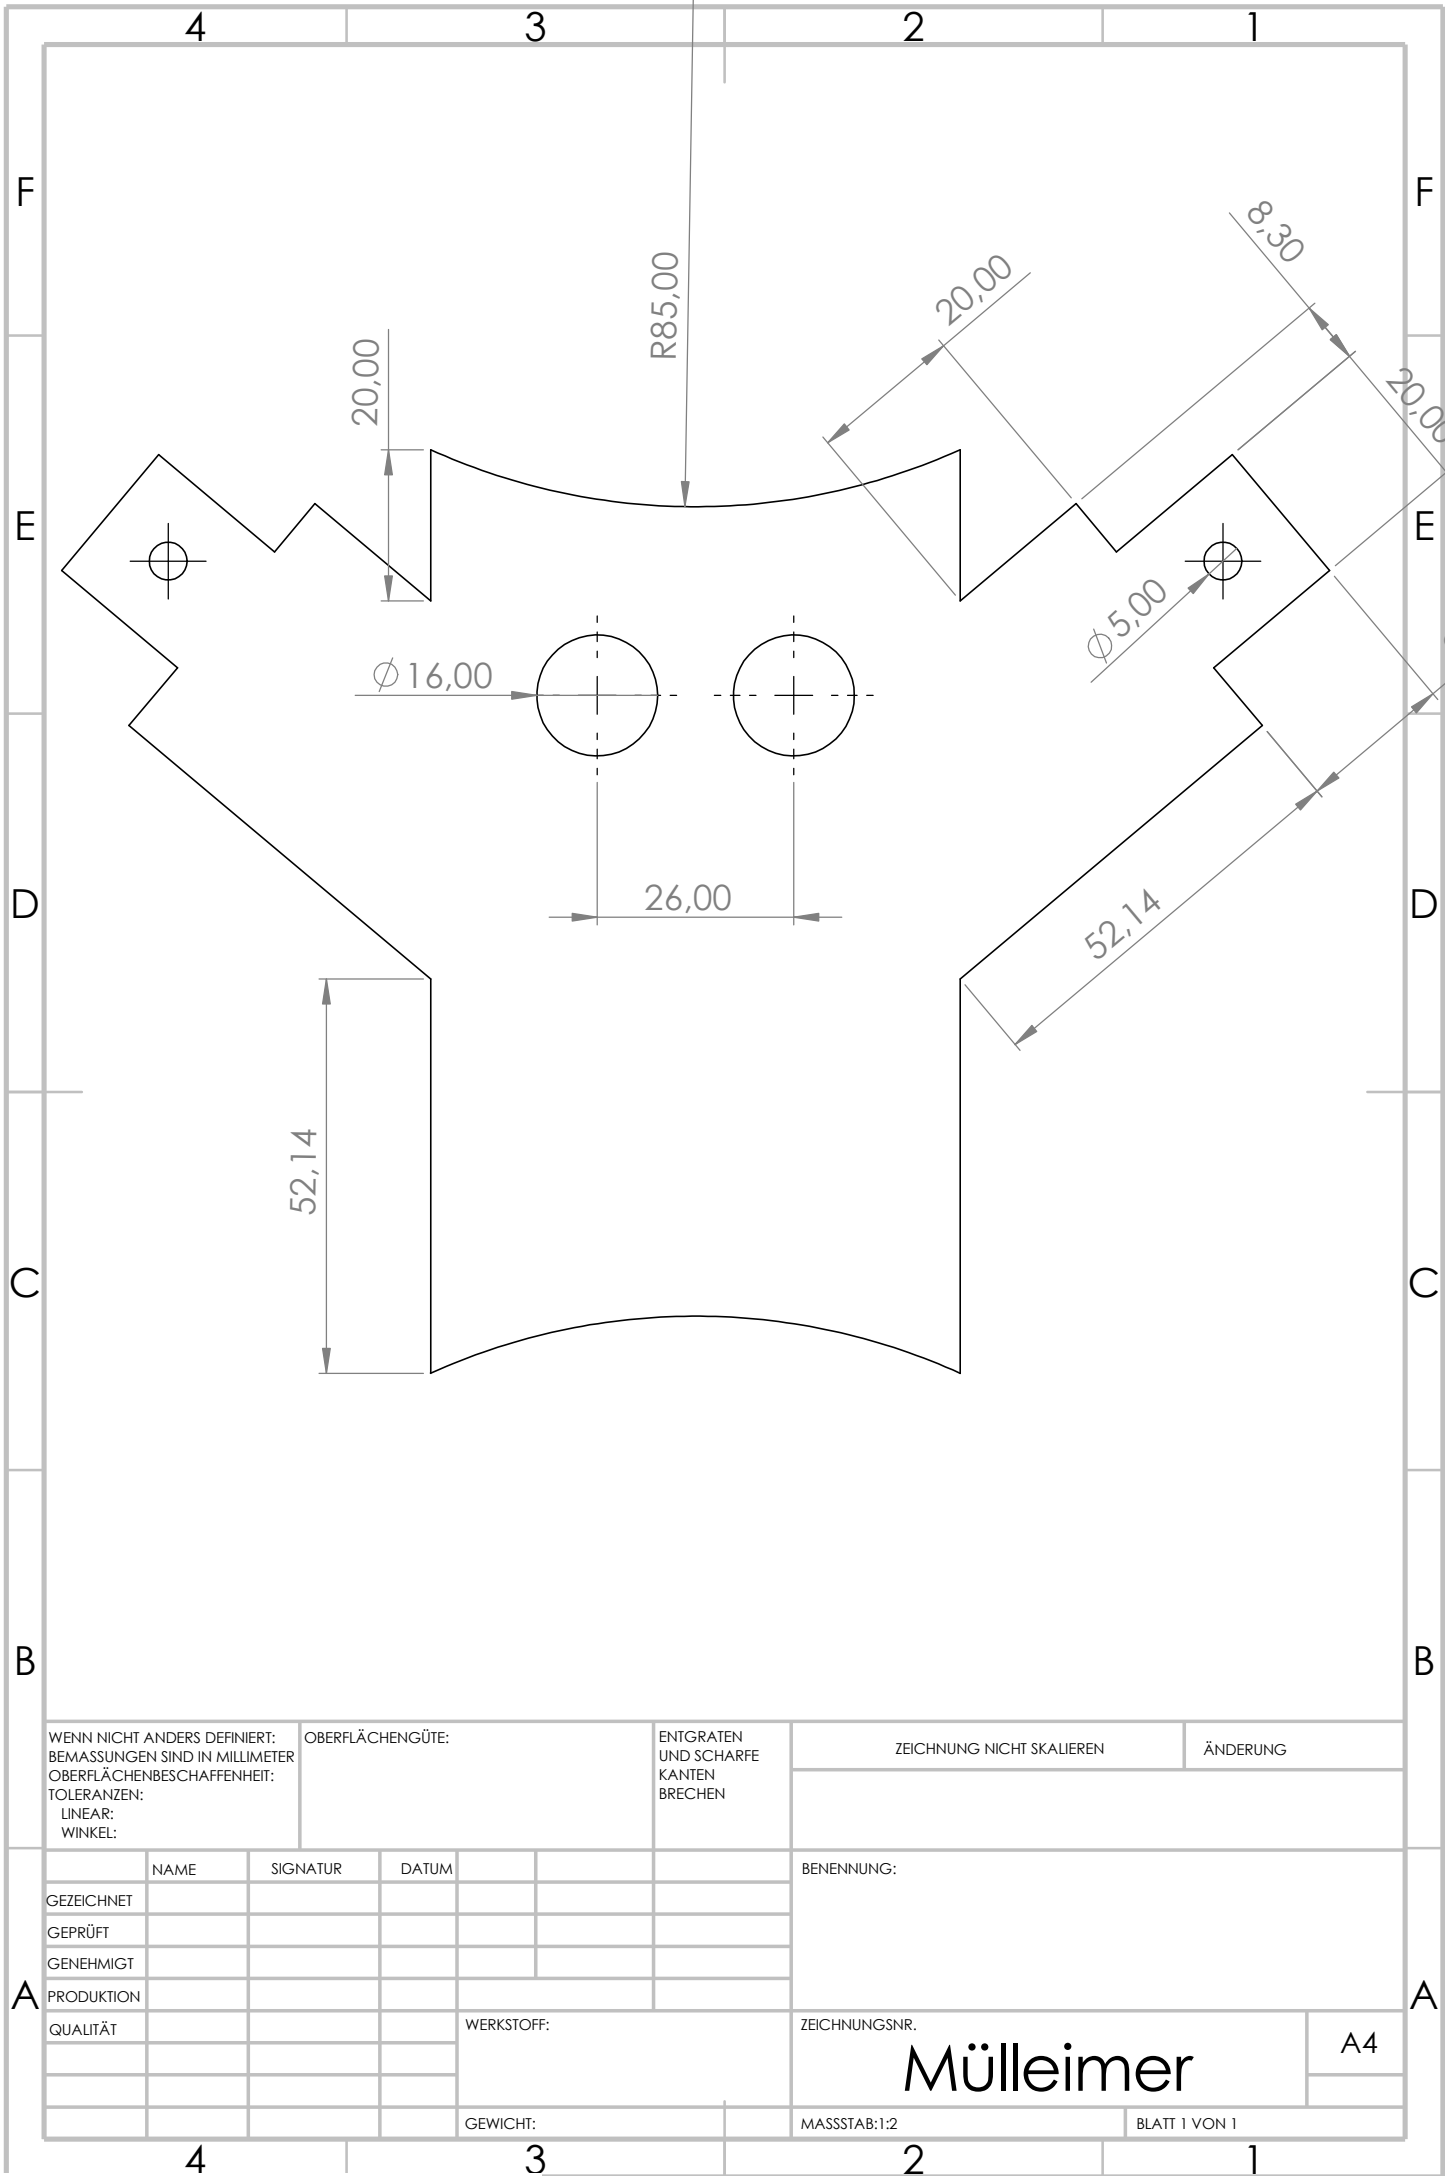 4 3 2 1
F F
8,30
20,00
R85,00
20,00
20,00
E E
Ø 5,00
Ø 16,00
26,00
D D
52,14
52,14
C C
B B
WENN NICHT ANDERS DEFINIERT:
BEMASSUNGEN SIND IN MILLIMETER
OBERFLÄCHENBESCHAFFENHEIT:
TOLERANZEN:
LINEAR:
WINKEL:
OBERFLÄCHENGÜTE:
ENTGRATEN
UND SCHARFE
KANTEN
BRECHEN
ZEICHNUNG NICHT SKALIEREN
ÄNDERUNG
NAME SIGNATUR DATUM
BENENNUNG:
GEZEICHNET
GEPRÜFT
GENEHMIGT
PRODUKTION
A A
QUALITÄT
WERKSTOFF:
ZEICHNUNGSNR.
Mülleimer
A4
GEWICHT:
MASSSTAB:1:2
BLATT 1 VON 1
4 3 2 1